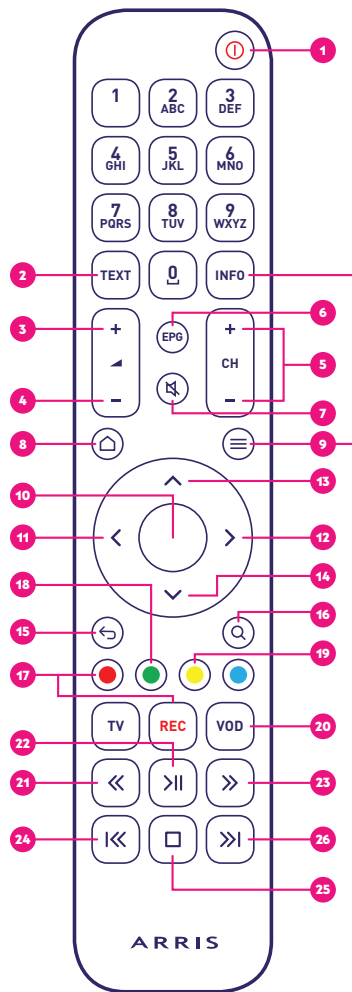 1
1 2 3
ABC DEF
4 5 6
GHI JKL MNO
7 8 9
PQRS TUV WXYZ
2 TEXT 0 INFO
6
3 + EPG + 
CH 5
4 − − 
7
8 9
10 13
11 12
18 14
16
15
19
17
TV REC VOD 20
22
21 23
24 26
25
ARRIS